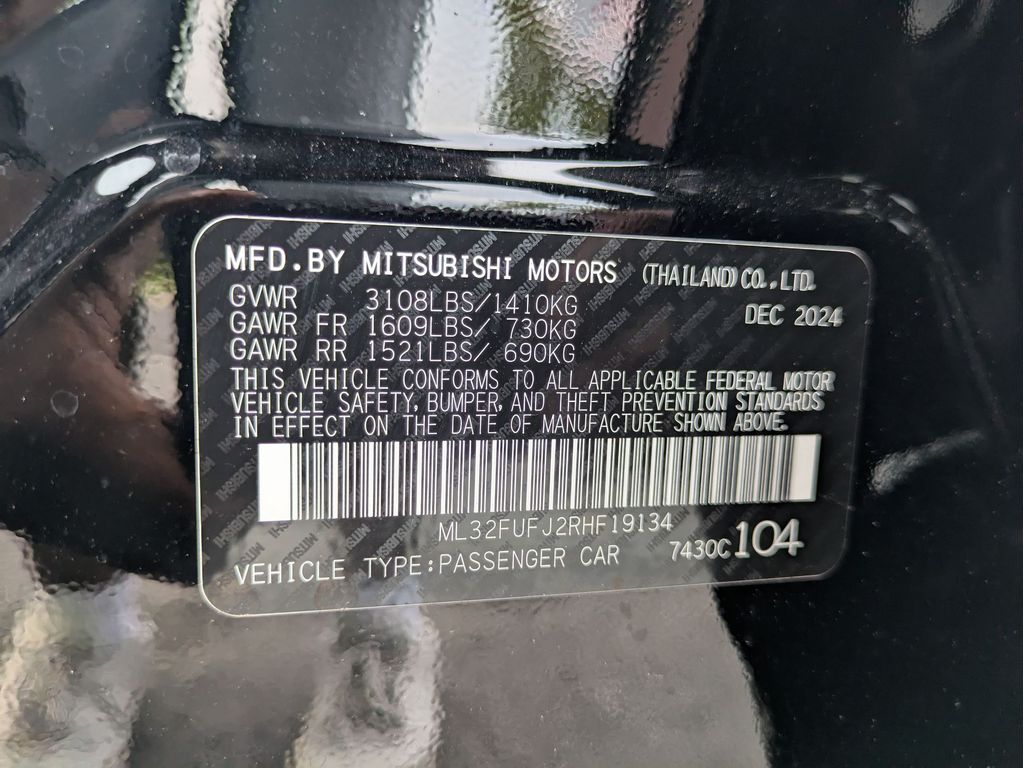 MFD.BY MITSUBISHI MOTORS (THAILAND) CO.,LTD.
GVWR 3108LBS/1410KG DEC 2024
GAWR FR 1609LBS/ 730KG
GAWR RR 1521LBS/ 690KG
THIS VEHICLE CONFORMS TO ALL APPLICABLE FEDERAL MOTOR
VEHICLE SAFETY, BUMPER, AND THEFT PREVENTION STANDARDS
IN EFFECT ON THE DATE OF MANUFACTURE SHOWN ABOVE.
ML32FUFJ2RHF19134
VEHICLE TYPE:PASSENGER CAR 7430C 104